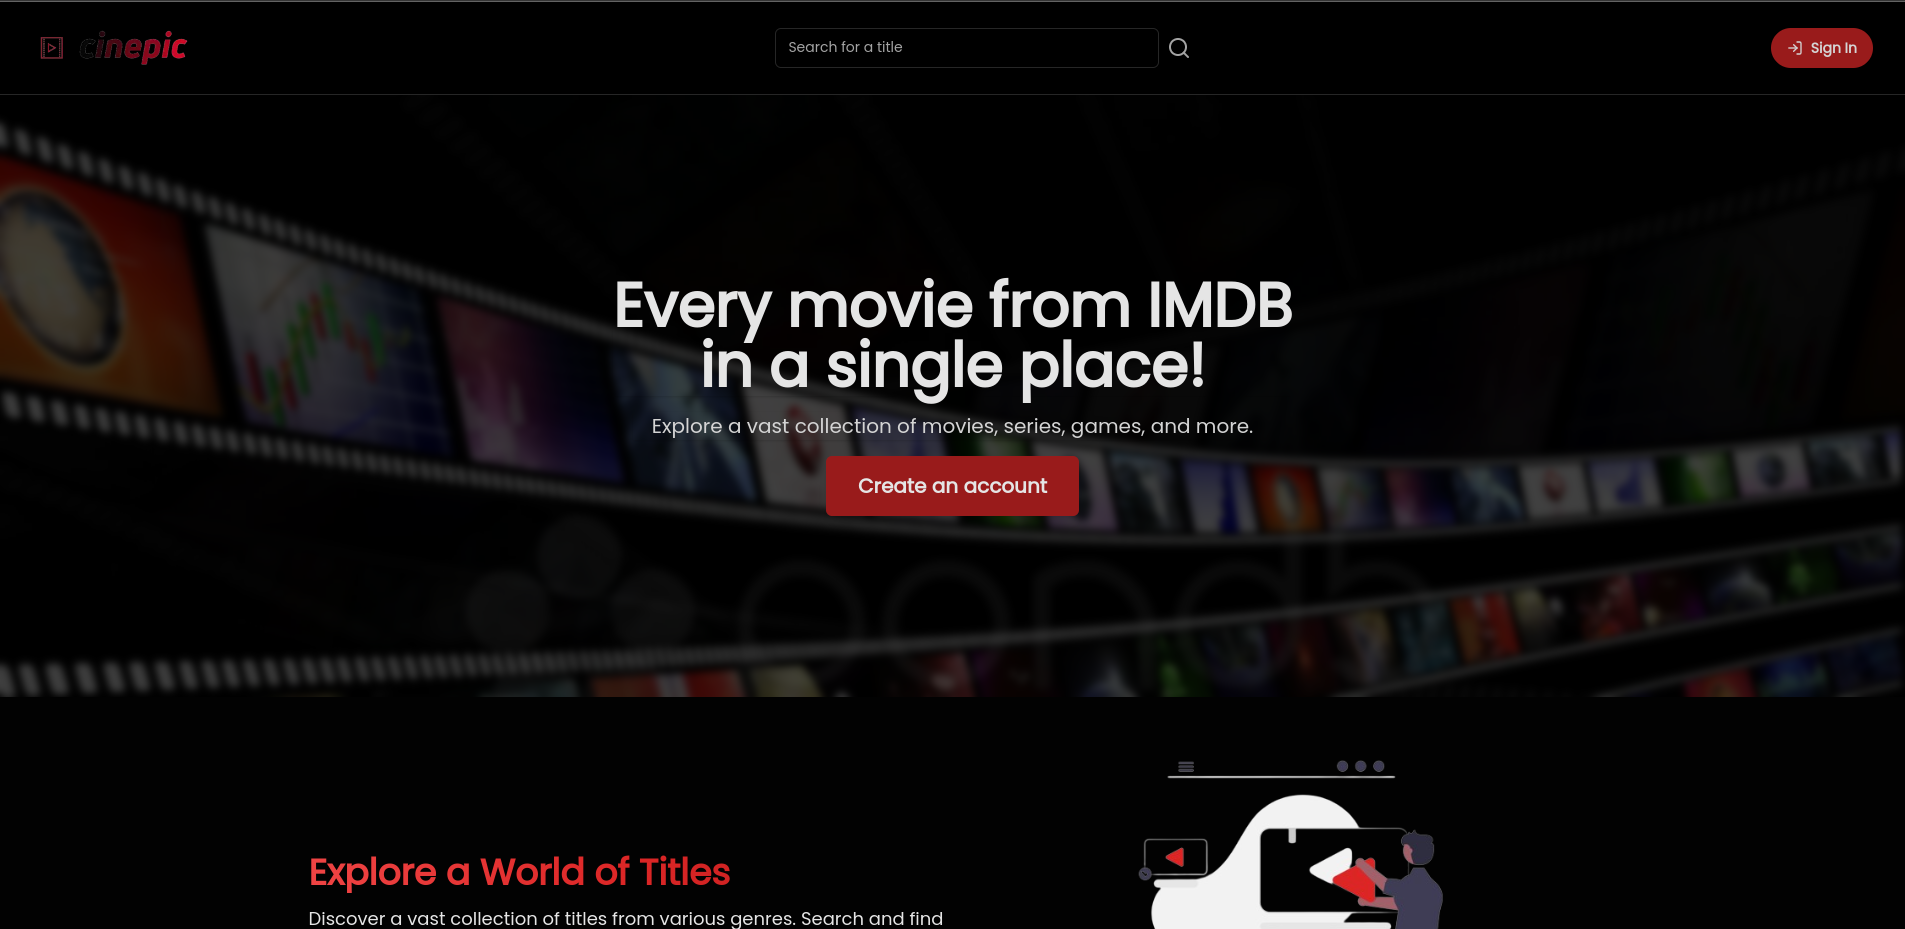 cinepic
Search for a title
Sign In
Every movie from IMDB
in a single place!
Explore a vast collection of movies, series, games, and more.
Create an account
Explore a World of Titles
Discover a vast collection of titles from various genres. Search and find